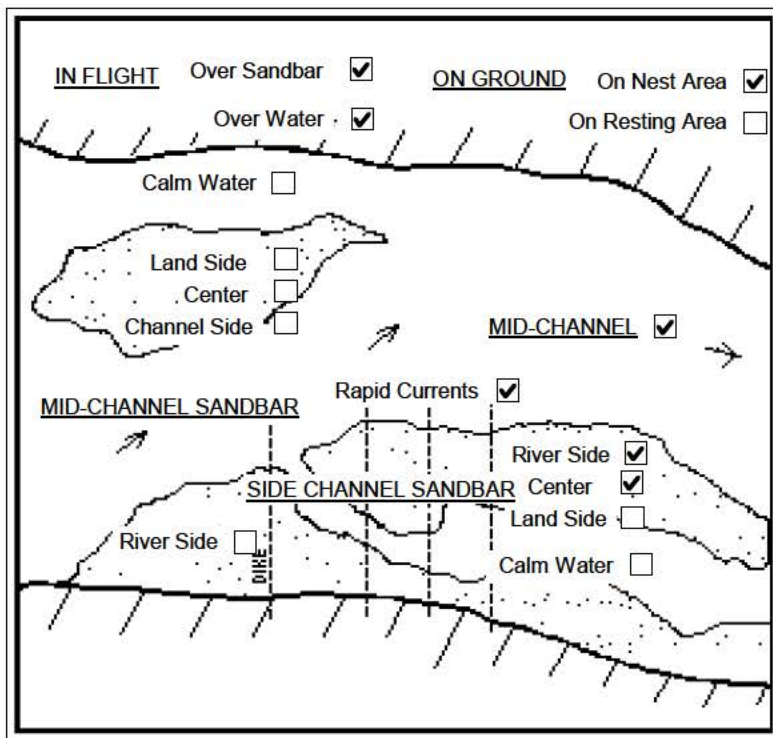 IN FLIGHT Over Sandbar ON GROUND On Nest Area
Over Water On Resting Area
Calm Water
Land Side
Center
Channel Side
MID-CHANNEL
Rapid Currents
MID-CHANNEL SANDBAR
River Side
SIDE CHANNEL SANDBAR Center
Land Side
River Side
DIKE
Calm Water